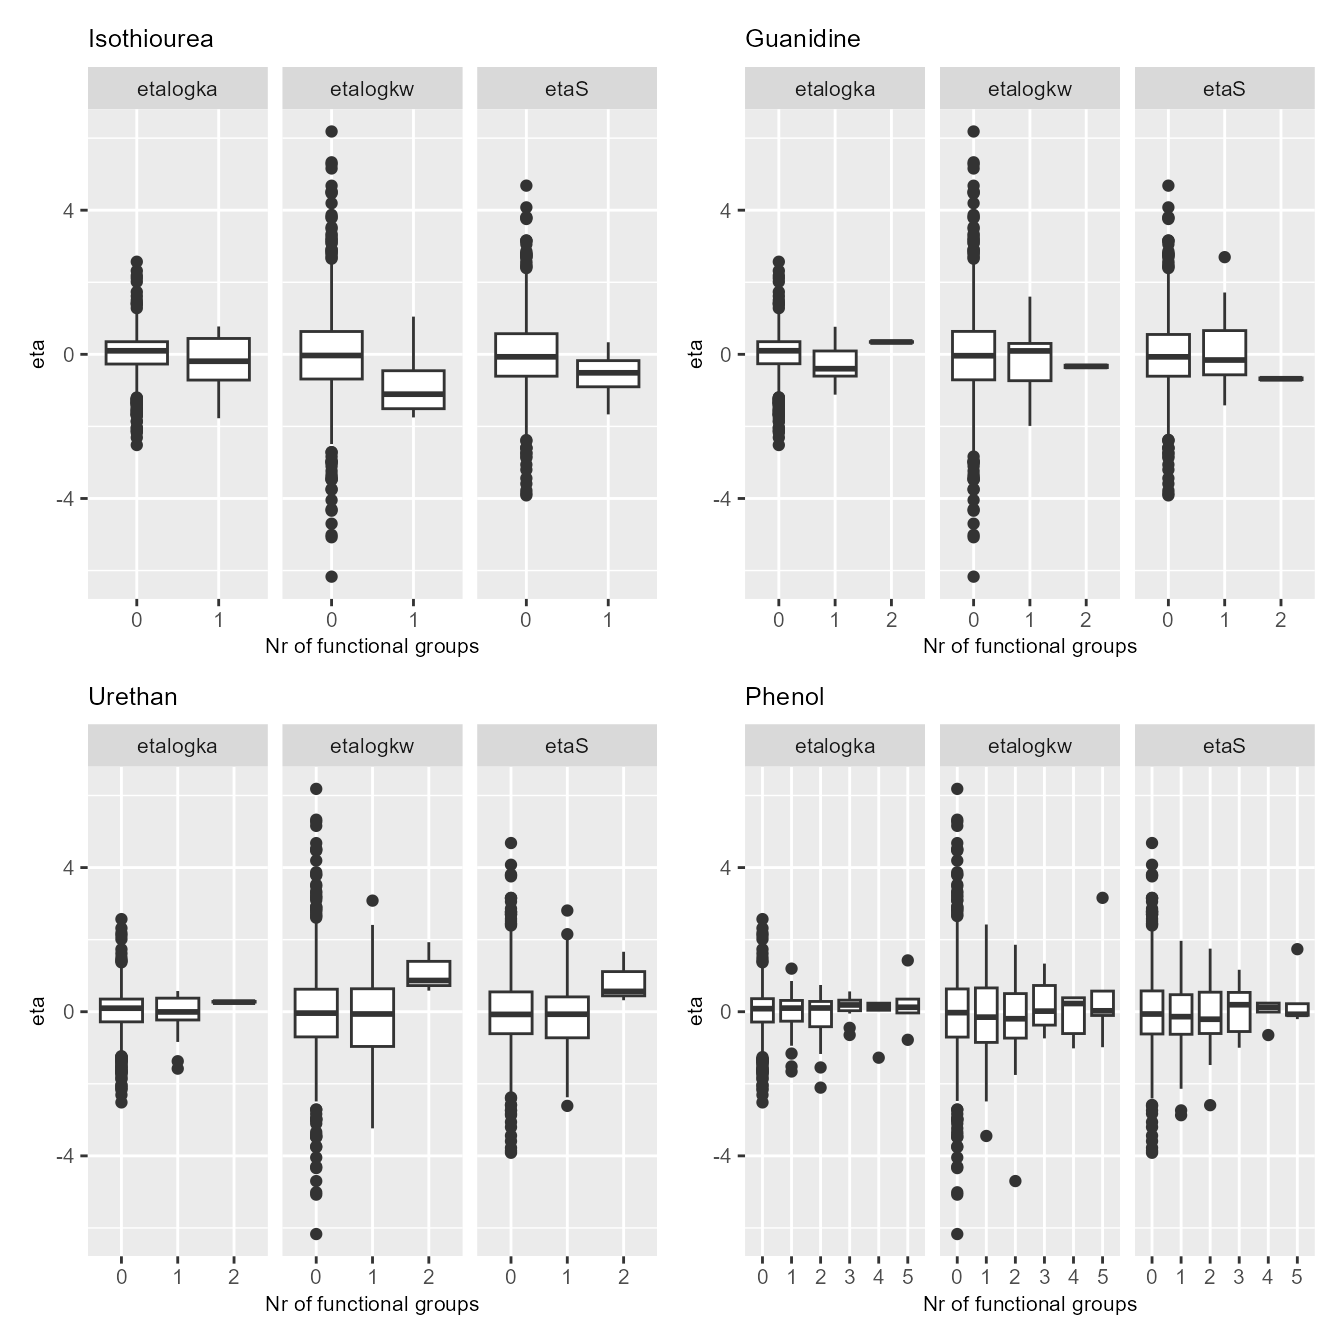 Isothiourea
etalogka etalogkw etaS
eta
4
0
-4
0 1 0 1 0 1
Nr of functional groups
Guanidine
etalogka etalogkw etaS
eta
4
0
-4
0 1 2 0 1 2 0 1 2
Nr of functional groups
Urethan
etalogka etalogkw etaS
eta
4
0
-4
0 1 2 0 1 2 0 1 2
Nr of functional groups
Phenol
etalogka etalogkw etaS
eta
4
0
-4
0 1 2 3 4 5 0 1 2 3 4 5 0 1 2 3 4 5
Nr of functional groups